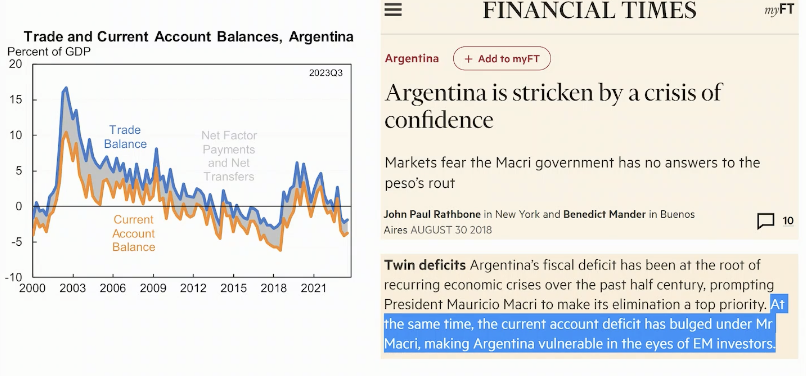 Trade and Current Account Balances, Argentina
Percent of GDP
20
2023Q3
15
Trade
Balance
Net Factor
Payments
and Net
Transfers
10
5
0
Current
Account
Balance
-5
-10
2000 2003 2006 2009 2012 2015 2018 2021
FINANCIAL TIMES
myFT
Argentina
+ Add to myFT
Argentina is stricken by a crisis of
confidence
Markets fear the Macri government has no answers to the
peso's rout
John Paul Rathbone in New York and Benedict Mander in Buenos
Aires AUGUST 30 2018
10
Twin deficits Argentina's fiscal deficit has been at the root of
recurring economic crises over the past half century, prompting
President Mauricio Macri to make its elimination a top priority. At
the same time, the current account deficit has bulged under Mr
Macri, making Argentina vulnerable in the eyes of EM investors.